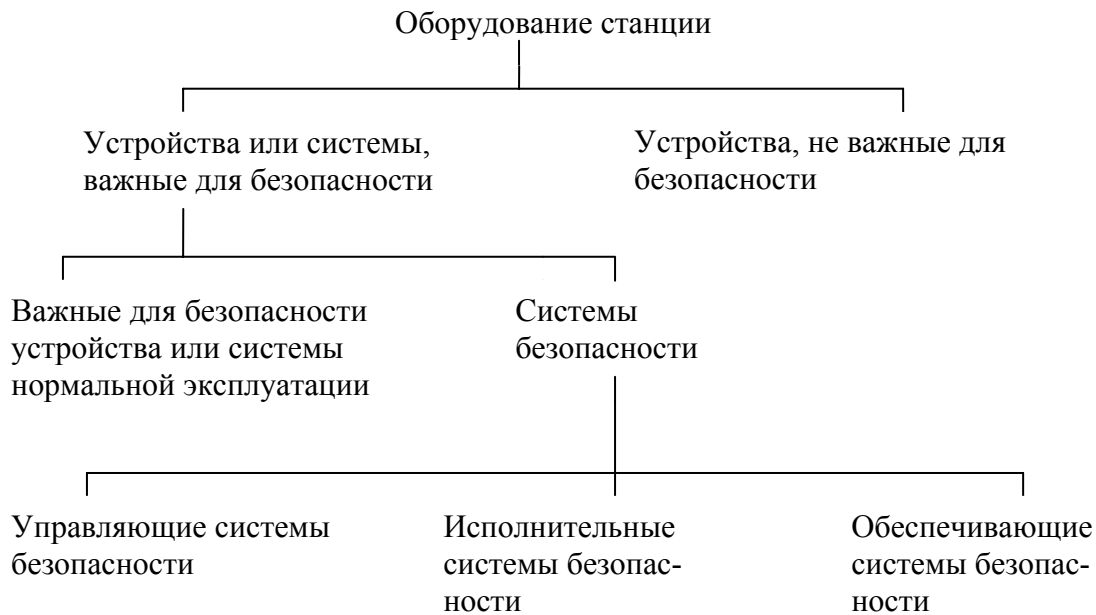 Оборудование станции
Устройства или системы,
важные для безопасности
Устройства, не важные для
безопасности
Важные для безопасности
устройства или системы
нормальной эксплуатации
Системы
безопасности
Управляющие системы
безопасности
Исполнительные
системы безопас-
ности
Обеспечивающие
системы безопас-
ности